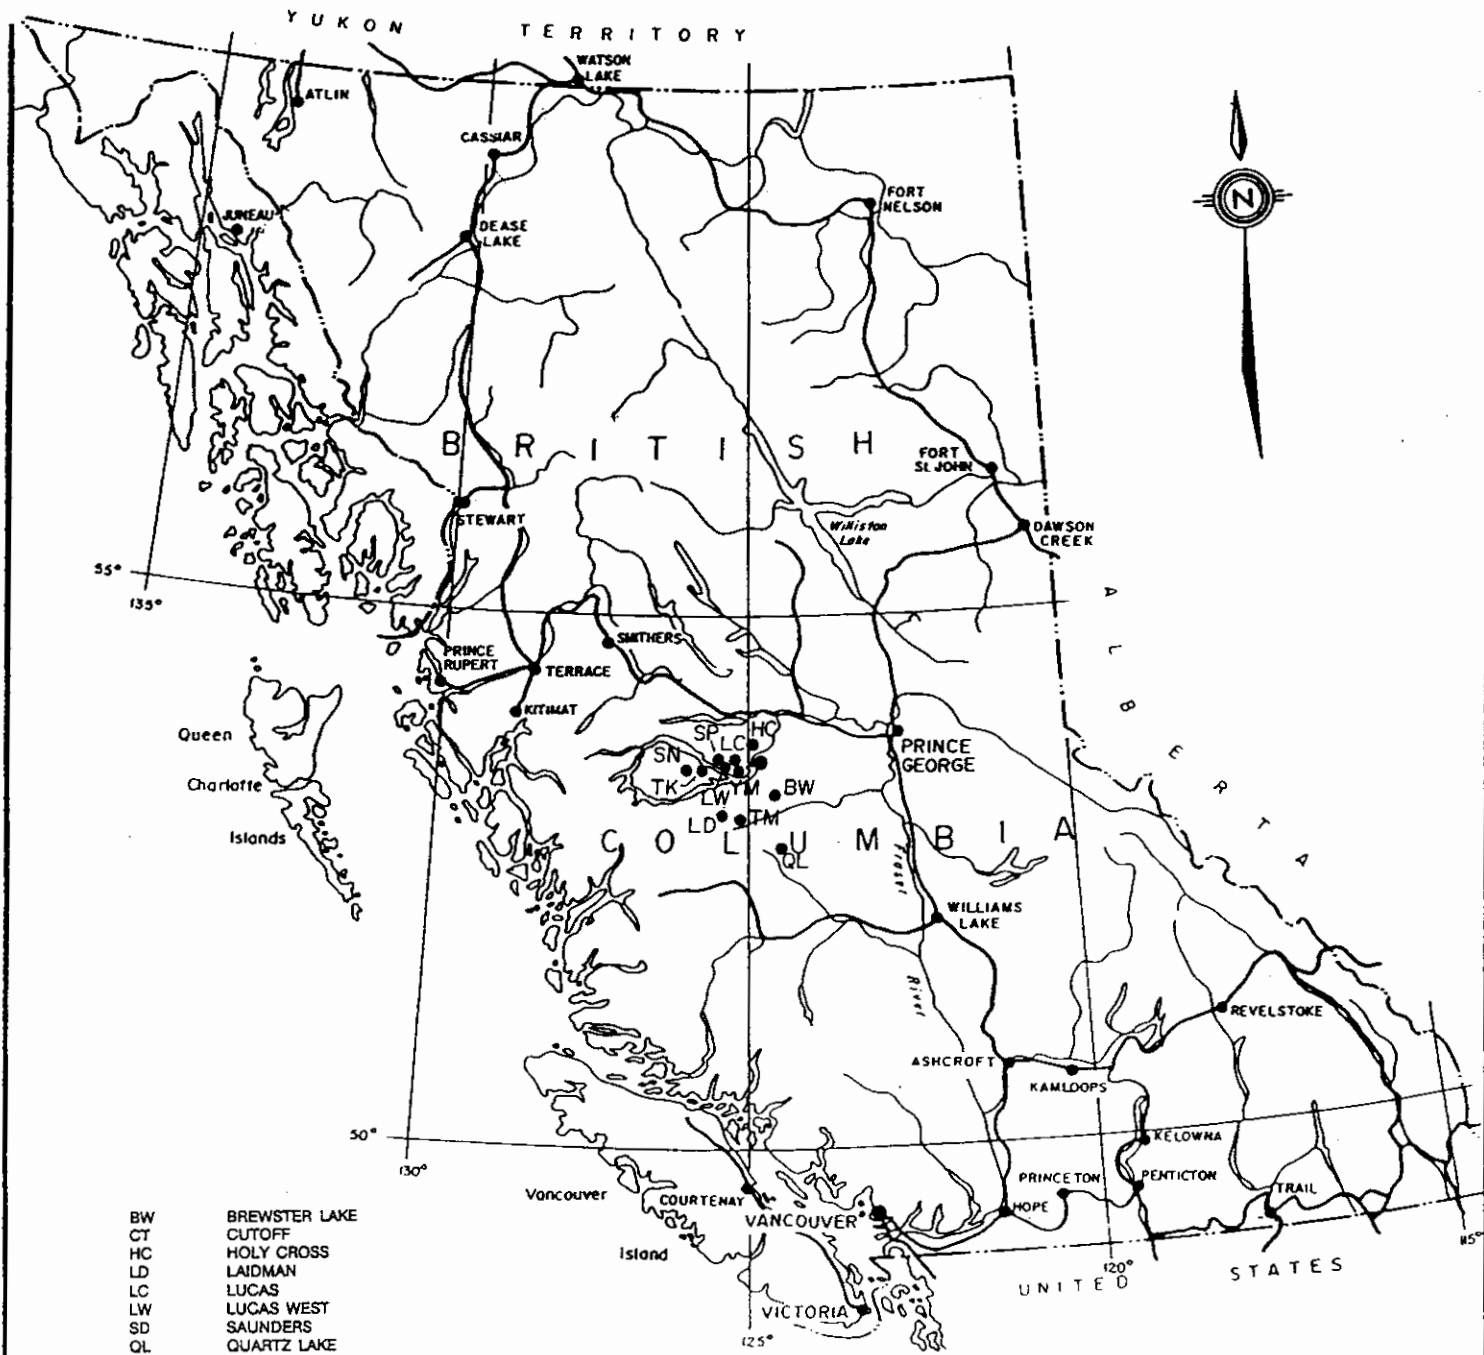 YUKON TERRITORY
WATSON
LAKE
ATLIN
CASSIAR
JUNEAU
DEASE
LAKE
FORT
NELSON
N
BRITISH
FORT
ST. JOHN
STEWART
Williston
Lake
DAWSON
CREEK
55°
135°
ALBERTA
PRINCE
RUPERT
SMITHERS
TERRACE
KITIMAT
Queen
Charlotte
Islands
SP
HC
LC
SN
TK
YM
LW
BW
LD
TM
PRINCE
GEORGE
COLUMBIA
QL
Fraser
River
WILLIAMS
LAKE
REVELSTOKE
ASHCROFT
KAMLOOPS
50°
130°
KELOWNA
PRINCETON
PENTICTON
Vancouver
Island
COURTENAY
VANCOUVER
HOPE
TRAIL
120°
115°
UNITED STATES
VICTORIA
125°
BW BREWSTER LAKE
CT CUTOFF
HC HOLY CROSS
LD LAIDMAN
LC LUCAS
LW LUCAS WEST
SD SAUNDERS
QL QUARTZ LAKE